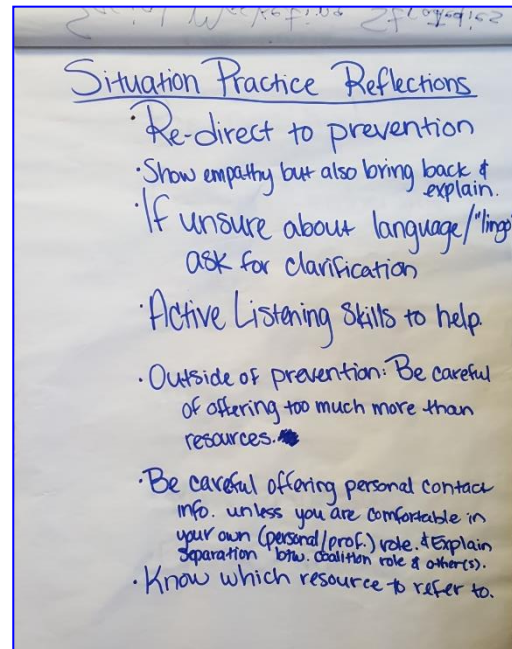 Situation Practice Reflections
· Re-direct to prevention
· Show empathy but also bring back &
explain.
· If unsure about language/"lingo"
ask for clarification
· Active Listening Skills to help.
· Outside of prevention: Be careful
of offering too much more than
resources.
· Be careful offering personal contact
info. unless you are comfortable in
your own (personal/prof.) role. & Explain
separation btw. coalition role & other(s).
· Know which resource to refer to.